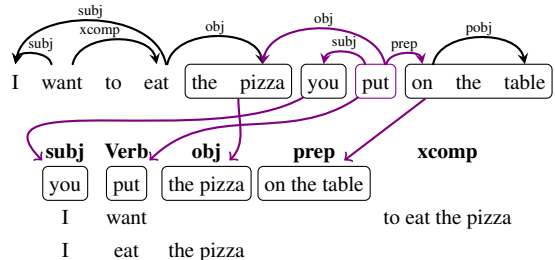 subj obj
subj xcomp obj subj prep pobj
I want to eat the pizza you put on the table
subj Verb obj prep xcomp
you put the pizza on the table
I want to eat the pizza
I eat the pizza